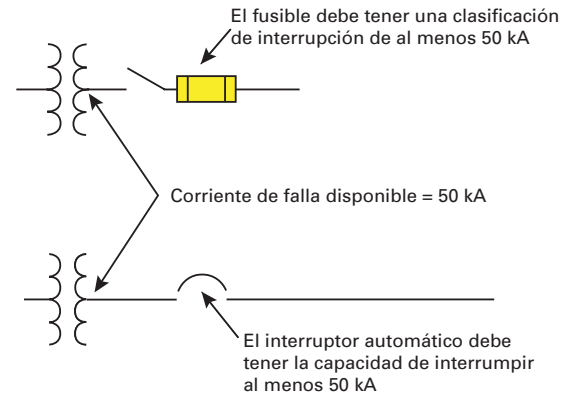 El fusible debe tener una clasificación
de interrupción de al menos 50 kA
Corriente de falla disponible = 50 kA
El interruptor automático debe
tener la capacidad de interrumpir
al menos 50 kA